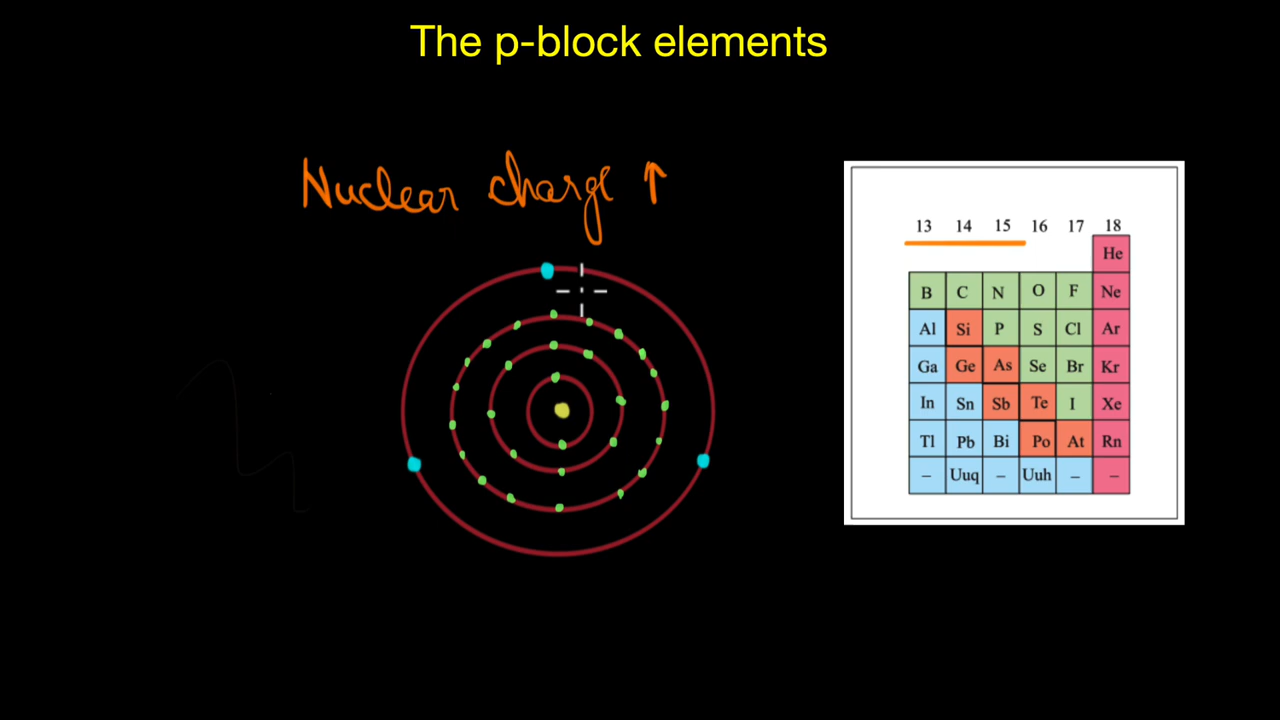 The p-block elements
Nuclear charge ↑
13 14 15 16 17 18
He
B C N O F Ne
Al Si P S Cl Ar
Ga Ge As Se Br Kr
In Sn Sb Te I Xe
Tl Pb Bi Po At Rn
– Uuq – Uuh – –